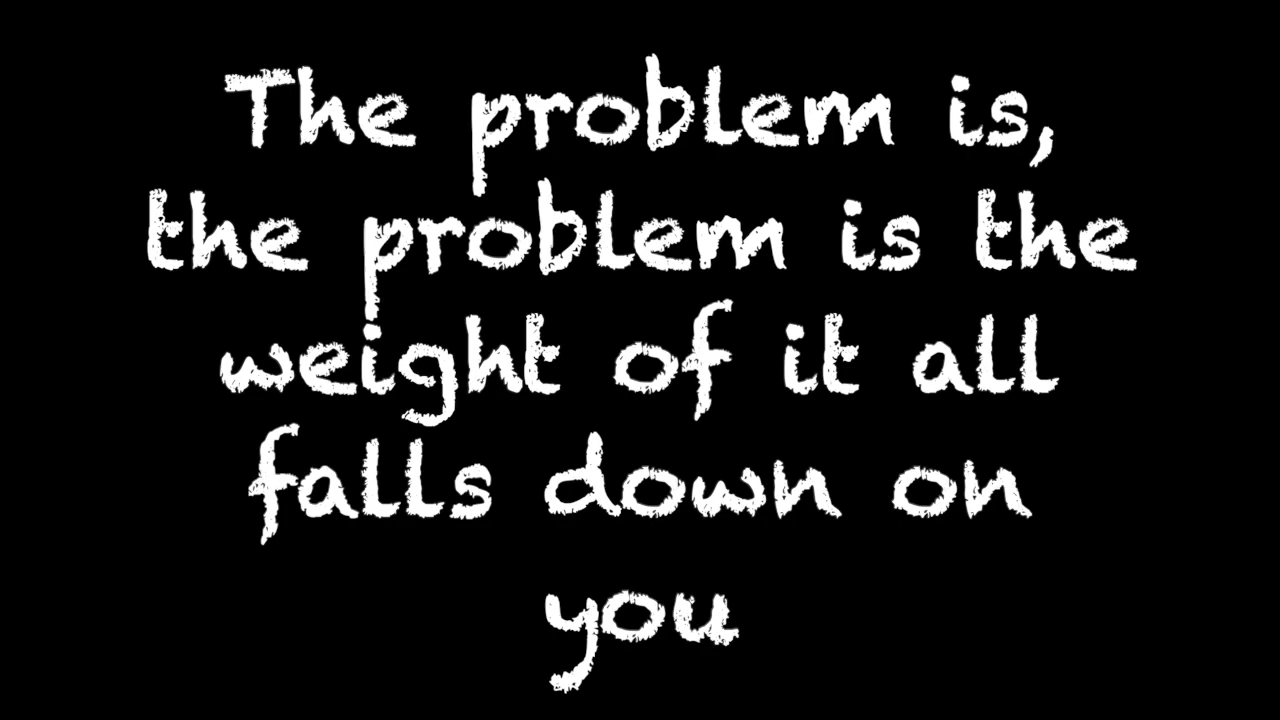 The problem is,
the problem is the
weight of it all
falls down on
you